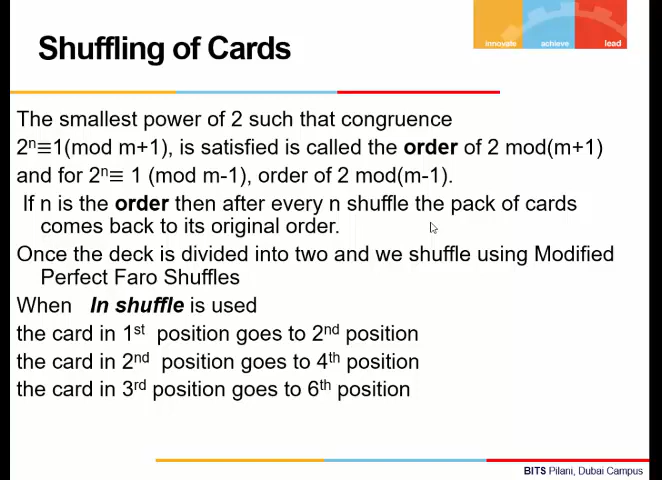 Shuffling of Cards
innovate achieve lead
The smallest power of 2 such that congruence
2ⁿ≡1(mod m+1), is satisfied is called the order of 2 mod(m+1)
and for 2ⁿ≡ 1 (mod m-1), order of 2 mod(m-1).
If n is the order then after every n shuffle the pack of cards
comes back to its original order.
Once the deck is divided into two and we shuffle using Modified
Perfect Faro Shuffles
When In shuffle is used
the card in 1st position goes to 2nd position
the card in 2nd position goes to 4th position
the card in 3rd position goes to 6th position
BITS Pilani, Dubai Campus